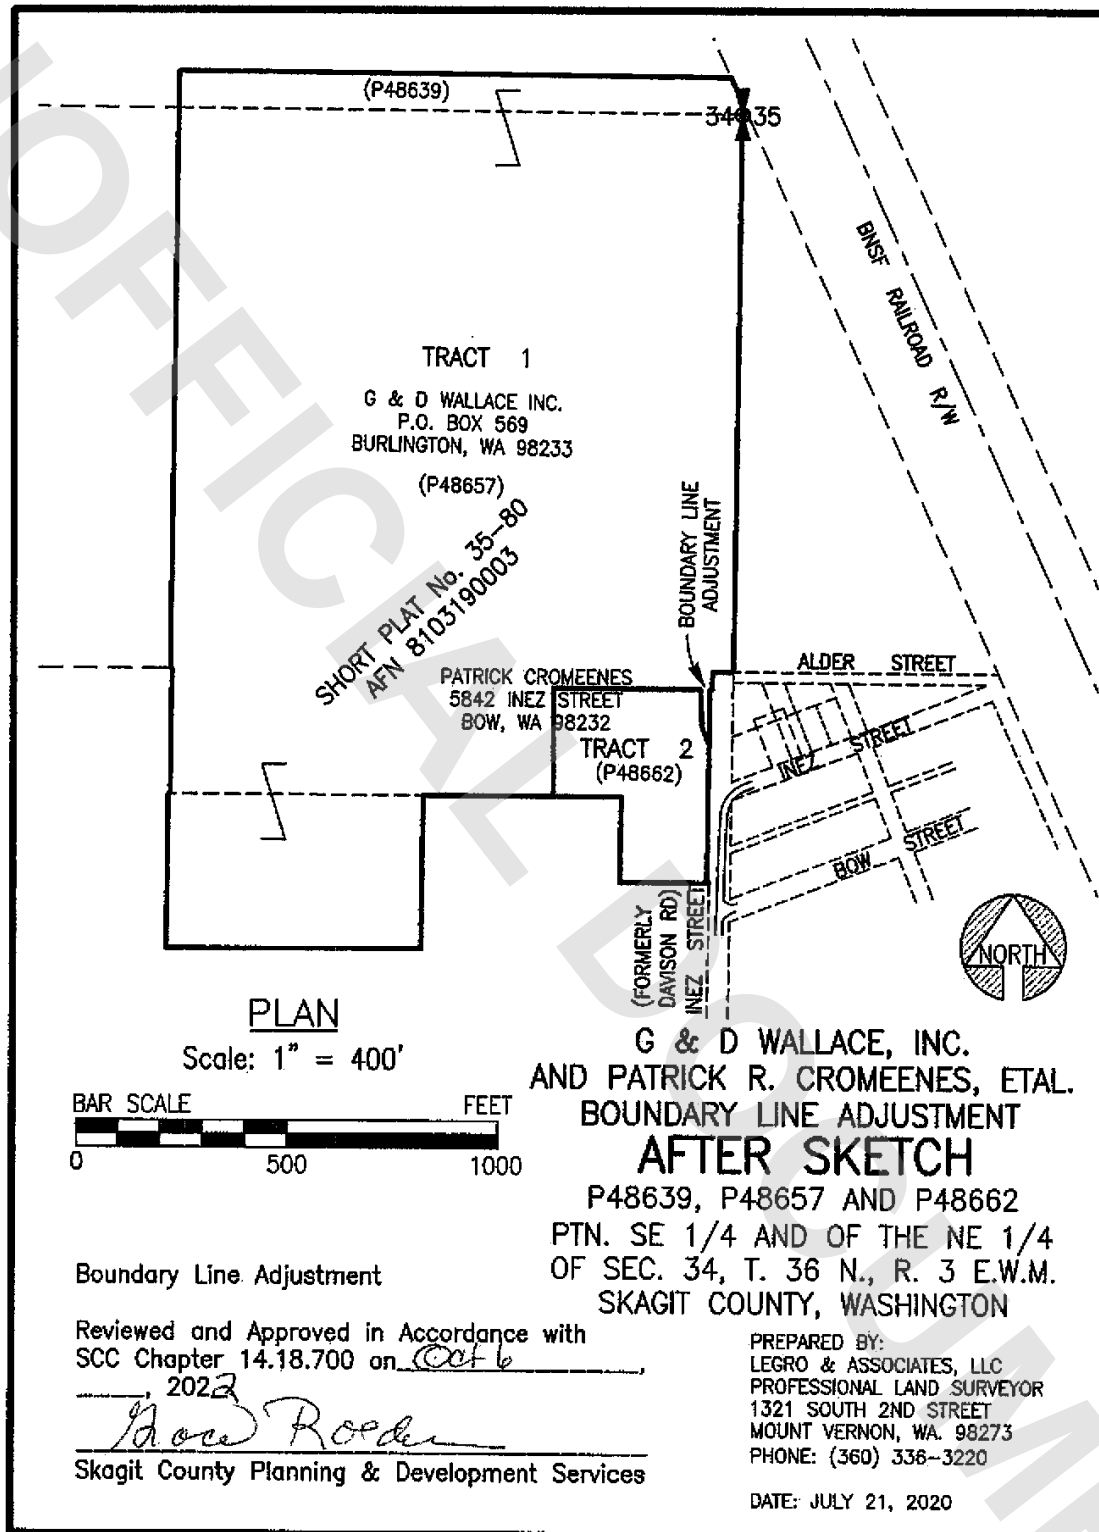 (P48639)
34 35
BNSF RAILROAD R/W
TRACT 1
G & D WALLACE INC.
P.O. BOX 569
BURLINGTON, WA 98233
(P48657)
SHORT PLAT No. 35-80
AFN 8103190003
BOUNDARY LINE
ADJUSTMENT
PATRICK CROMEENES
5842 INEZ STREET
BOW, WA 98232
TRACT 2
(P48662)
ALDER STREET
INEZ STREET
BOW STREET
(FORMERLY
DAVISON RD)
INEZ STREET
NORTH
PLAN
Scale: 1" = 400'
BAR SCALE FEET
0 500 1000
G & D WALLACE, INC.
AND PATRICK R. CROMEENES, ETAL.
BOUNDARY LINE ADJUSTMENT
AFTER SKETCH
P48639, P48657 AND P48662
PTN. SE 1/4 AND OF THE NE 1/4
OF SEC. 34, T. 36 N., R. 3 E.W.M.
SKAGIT COUNTY, WASHINGTON
Boundary Line Adjustment
Reviewed and Approved in Accordance with
SCC Chapter 14.18.700 on Oct 6,
, 2022
Roeder
Skagit County Planning & Development Services
PREPARED BY:
LEGRO & ASSOCIATES, LLC
PROFESSIONAL LAND SURVEYOR
1321 SOUTH 2ND STREET
MOUNT VERNON, WA. 98273
PHONE: (360) 336-3220
DATE: JULY 21, 2020
OFFICIAL DOCUME